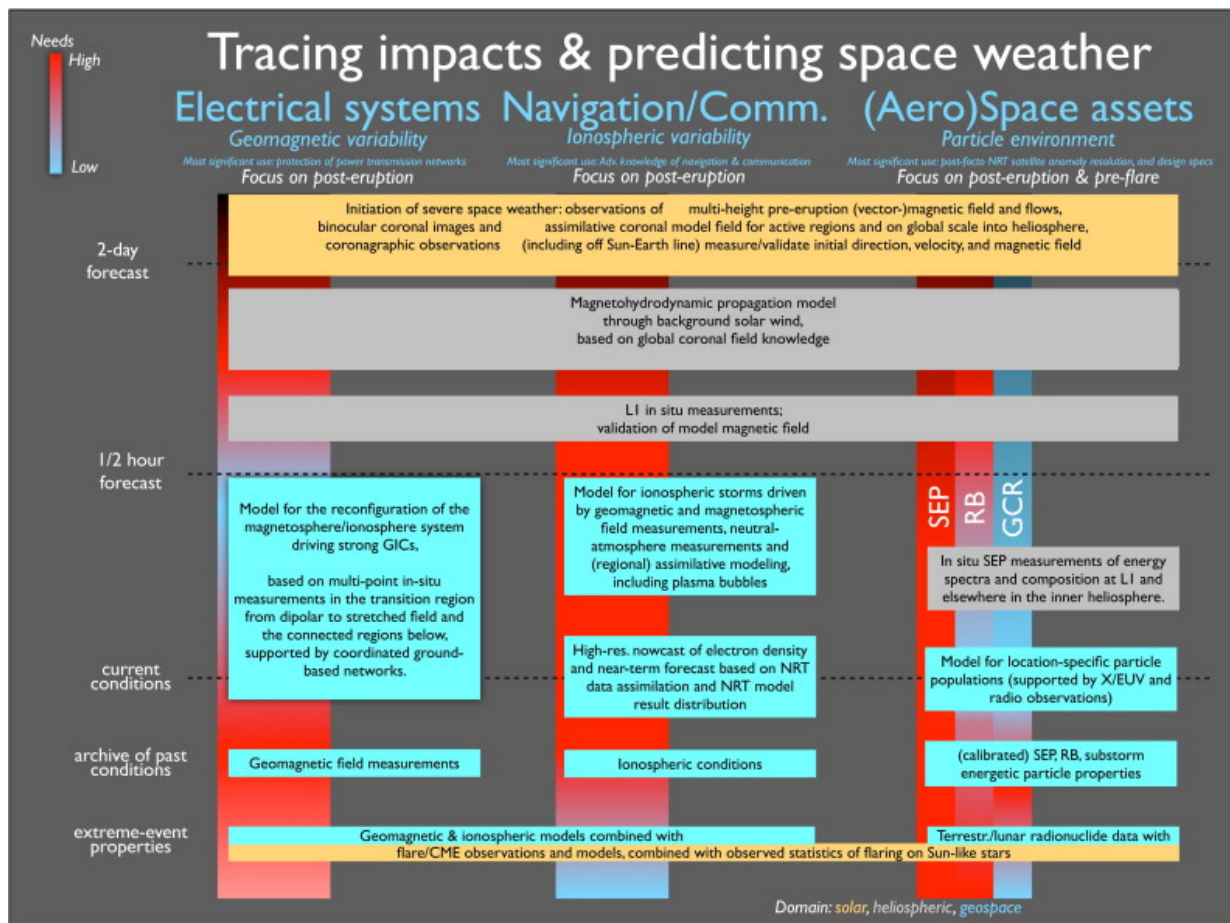 Needs
High
Low
Tracing impacts & predicting space weather
Electrical systems
Geomagnetic variability
Most significant use: protection of power transmission networks
Focus on post-eruption
Navigation/Comm.
Ionospheric variability
Most significant use: Adv. knowledge of navigation & communication
Focus on post-eruption
(Aero)Space assets
Particle environment
Most significant use: post-facto NRT satellite anomaly resolution, and design specs
Focus on post-eruption & pre-flare
Initiation of severe space weather: observations of multi-height pre-eruption (vector-)magnetic field and flows,
binocular coronal images and assimilative coronal model field for active regions and on global scale into heliosphere,
coronagraphic observations (including off Sun-Earth line) measure/validate initial direction, velocity, and magnetic field
2-day
forecast
Magnetohydrodynamic propagation model
through background solar wind,
based on global coronal field knowledge
L1 in situ measurements;
validation of model magnetic field
1/2 hour
forecast
Model for the reconfiguration of the
magnetosphere/ionosphere system
driving strong GICs,
based on multi-point in-situ
measurements in the transition region
from dipolar to stretched field and
the connected regions below,
supported by coordinated ground-
based networks.
Model for ionospheric storms driven
by geomagnetic and magnetospheric
field measurements, neutral-
atmosphere measurements and
(regional) assimilative modeling,
including plasma bubbles
SEP
RB
GCR
In situ SEP measurements of energy
spectra and composition at L1 and
elsewhere in the inner heliosphere.
current
conditions
High-res. nowcast of electron density
and near-term forecast based on NRT
data assimilation and NRT model
result distribution
Model for location-specific particle
populations (supported by X/EUV and
radio observations)
archive of past
conditions
Geomagnetic field measurements
Ionospheric conditions
(calibrated) SEP, RB, substorm
energetic particle properties
extreme-event
properties
Geomagnetic & ionospheric models combined with
Terrestr./lunar radionuclide data with
flare/CME observations and models, combined with observed statistics of flaring on Sun-like stars
Domain: solar, heliospheric, geospace